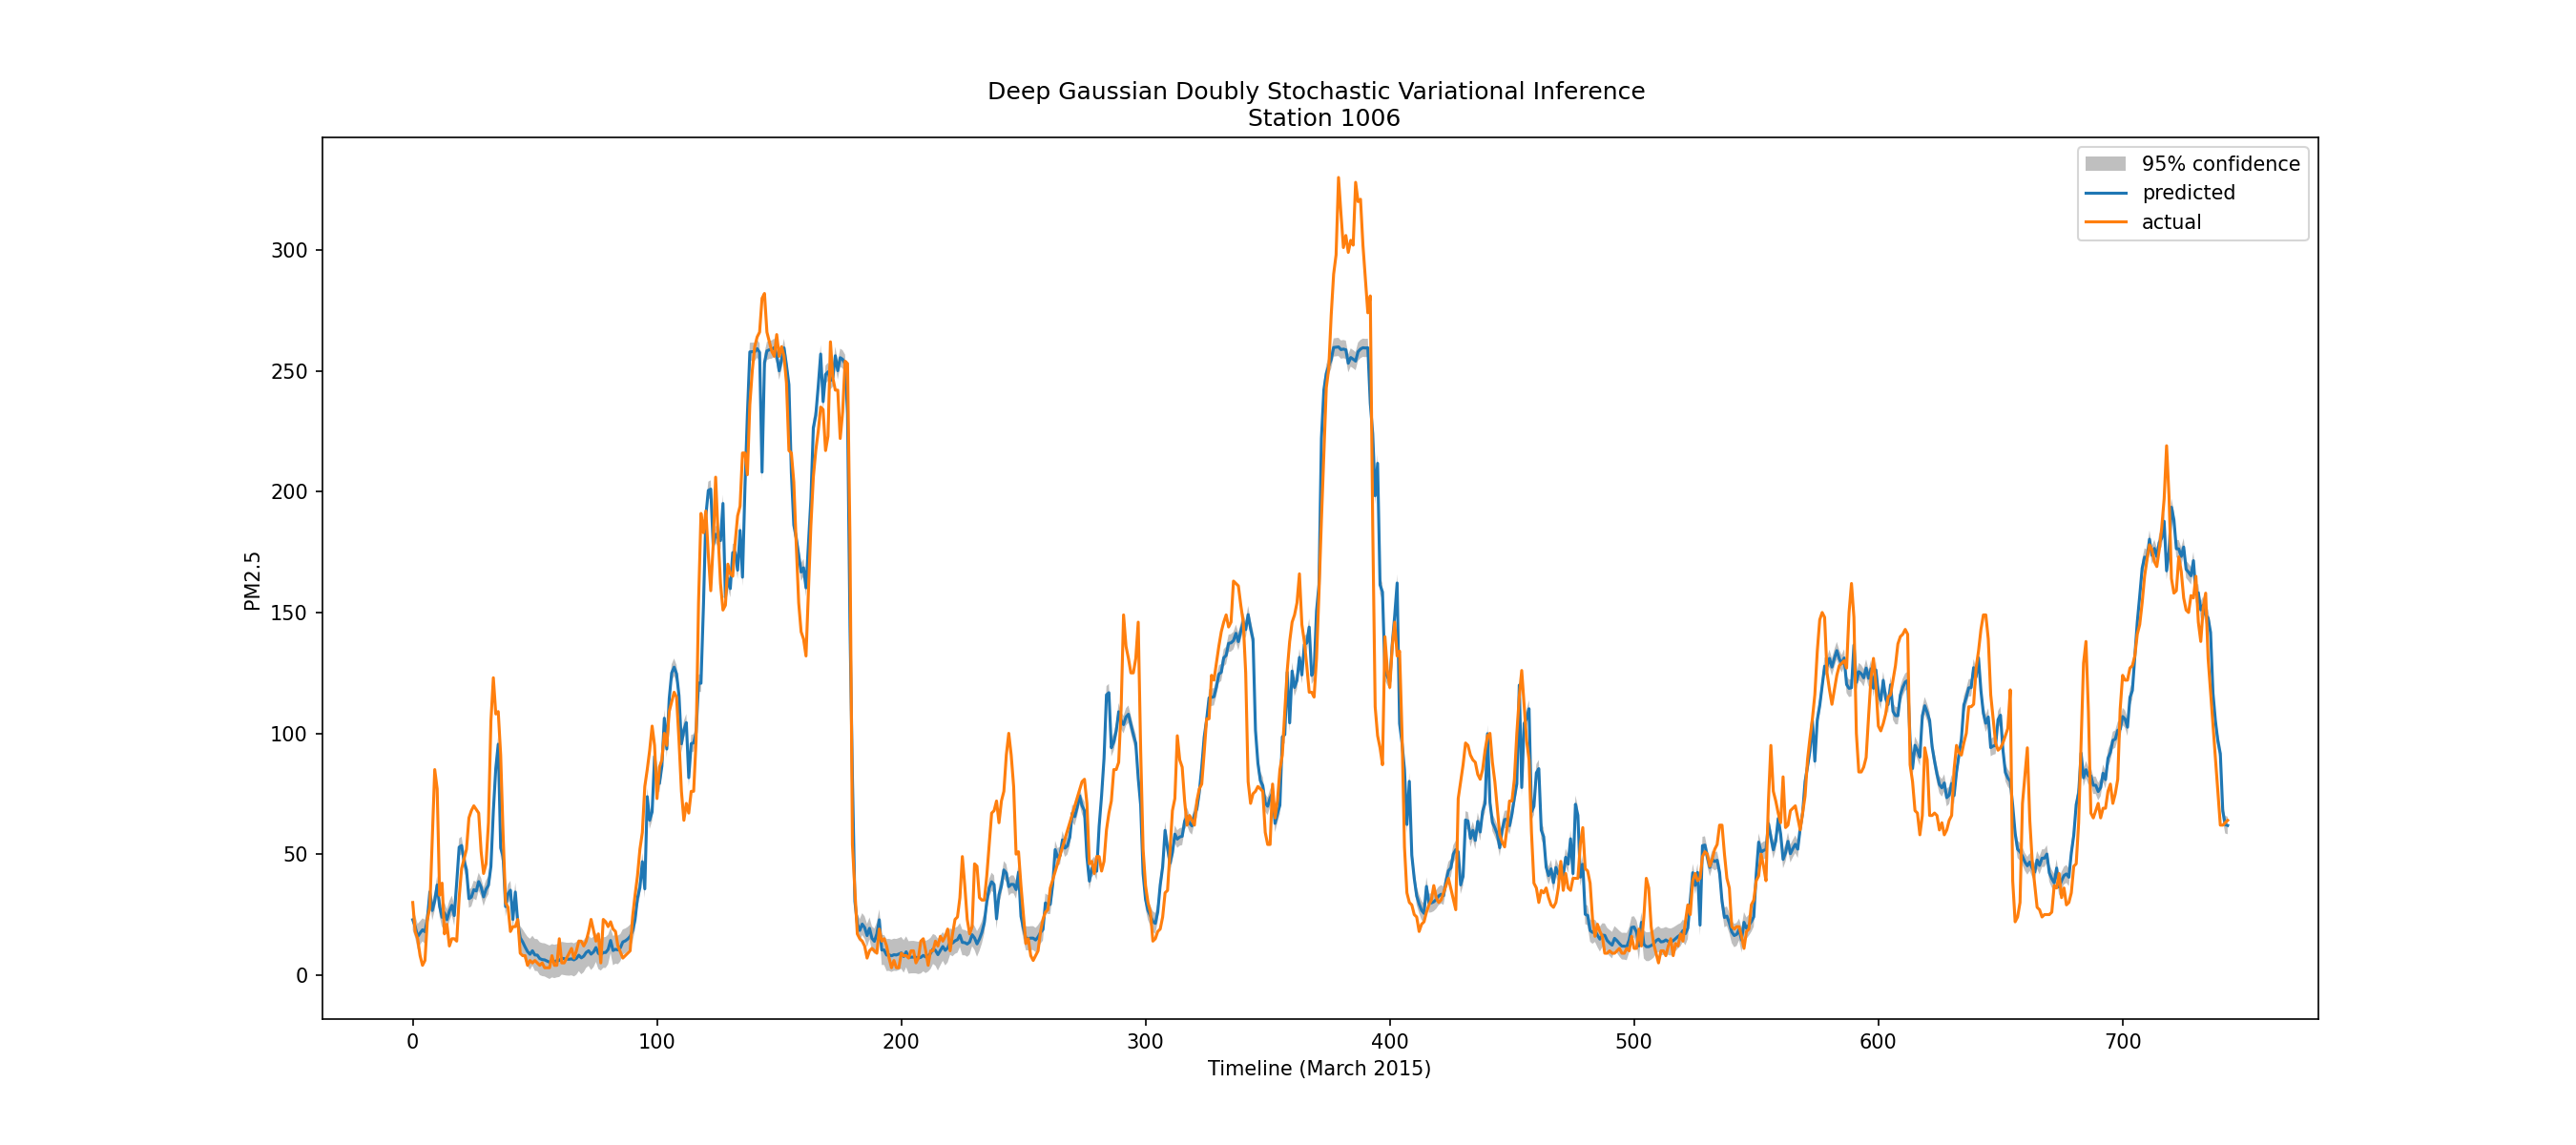 Deep Gaussian Doubly Stochastic Variational Inference
Station 1006
95% confidence
predicted
actual
300
250
200
150
100
50
0
PM2.5
0 100 200 300 400 500 600 700
Timeline (March 2015)